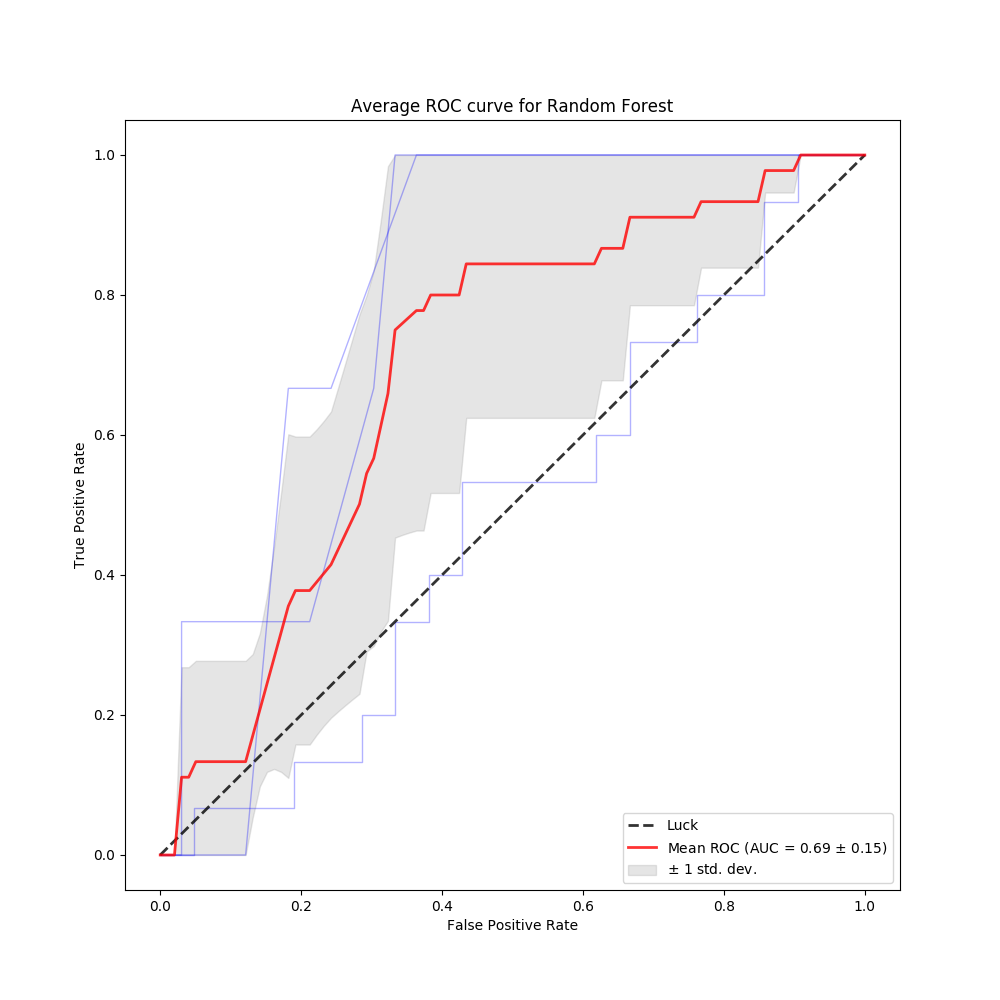 Average ROC curve for Random Forest
True Positive Rate
1.0
0.8
0.6
0.4
0.2
0.0
Luck
Mean ROC (AUC = 0.69 ± 0.15)
± 1 std. dev.
0.0 0.2 0.4 0.6 0.8 1.0
False Positive Rate